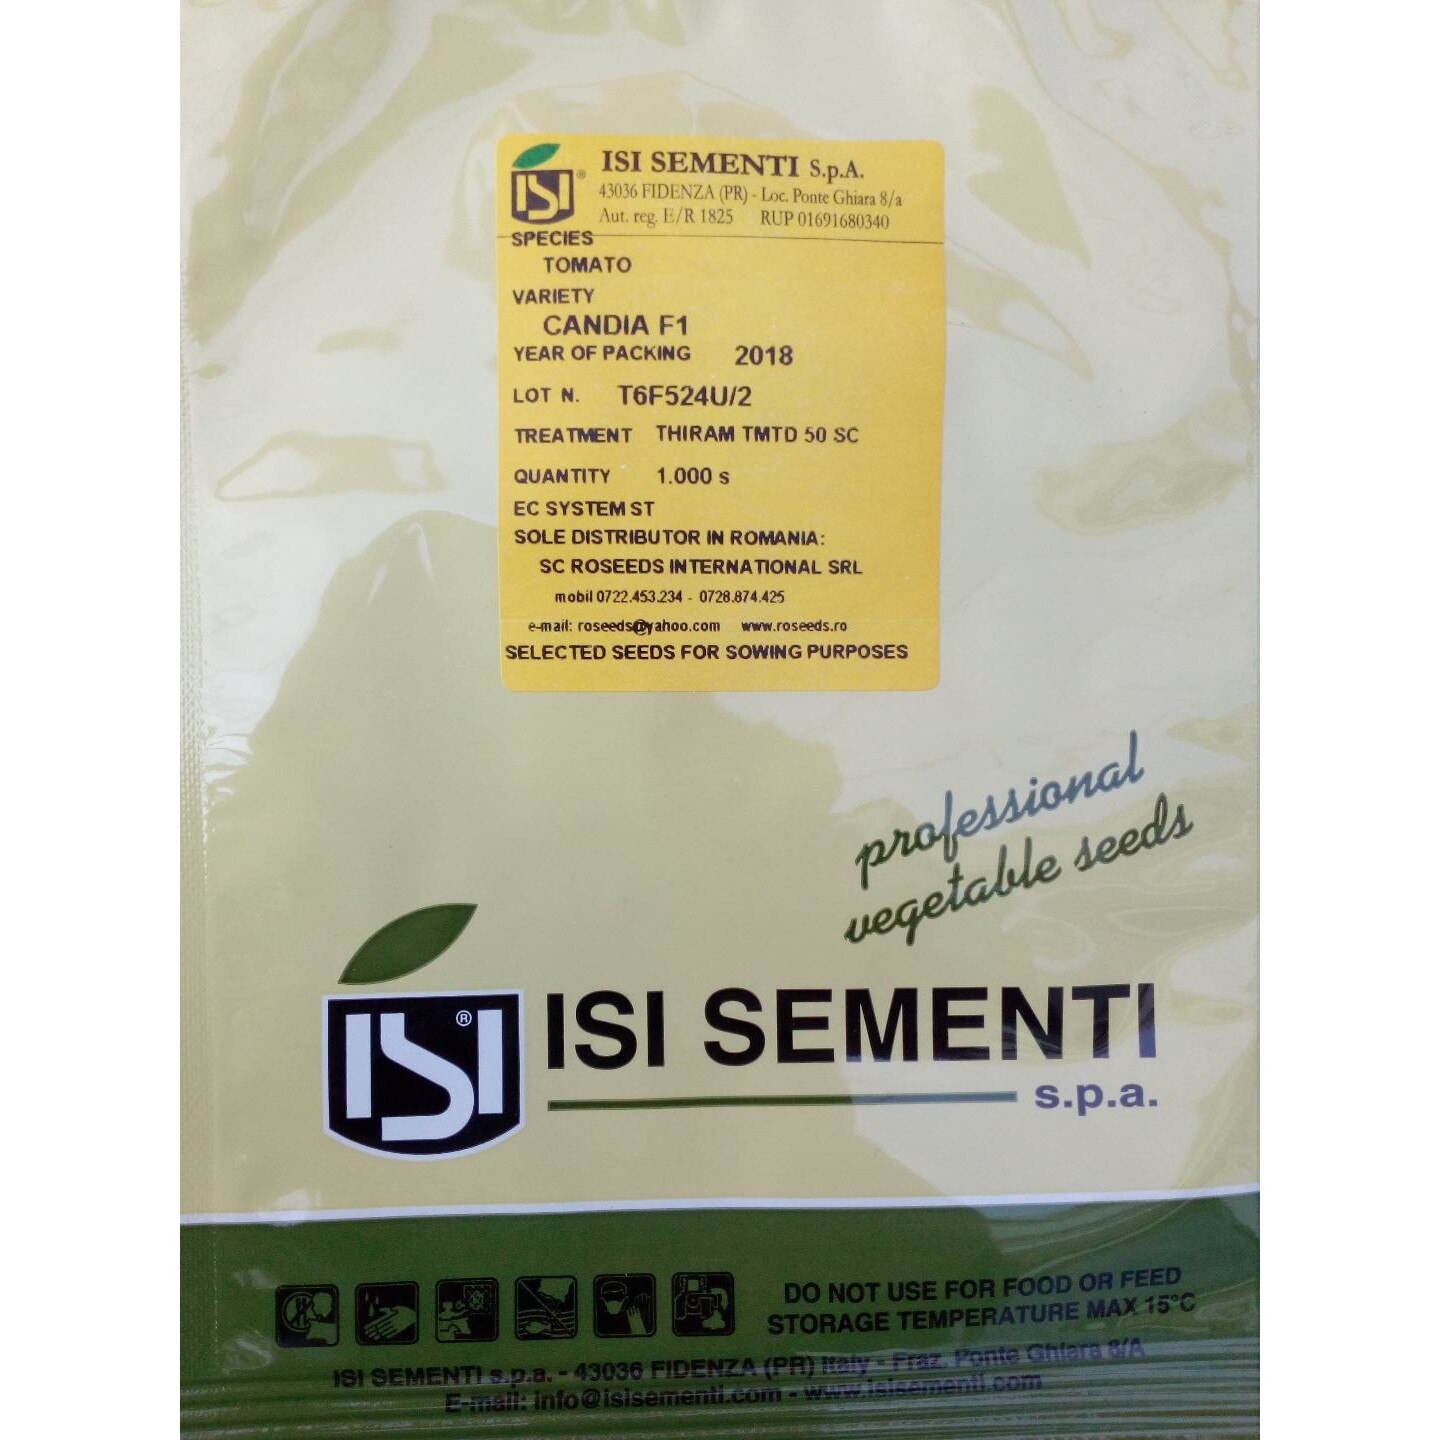 ISI ® ISI SEMENTI S.p.A.
43036 FIDENZA (PR) - Loc. Ponte Ghiara 8/a
Aut. reg. E/R 1825 RUP 01691680340
SPECIES
TOMATO
VARIETY
CANDIA F1
YEAR OF PACKING 2018
LOT N. T6F524U/2
TREATMENT THIRAM TMTD 50 SC
QUANTITY 1.000 s
EC SYSTEM ST
SOLE DISTRIBUTOR IN ROMANIA:
SC ROSEEDS INTERNATIONAL SRL
mobil 0722.453.234 - 0728.874.425
e-mail: roseeds@yahoo.com www.roseeds.ro
SELECTED SEEDS FOR SOWING PURPOSES
professional
vegetable seeds
ISI ® ISI SEMENTI
s.p.a.
DO NOT USE FOR FOOD OR FEED
STORAGE TEMPERATURE MAX 15°C
ISI SEMENTI s.p.a. - 43036 FIDENZA (PR) Italy - Fraz. Ponte Ghiara 8/A
E-mail: info@isisementi.com - www.isisementi.com